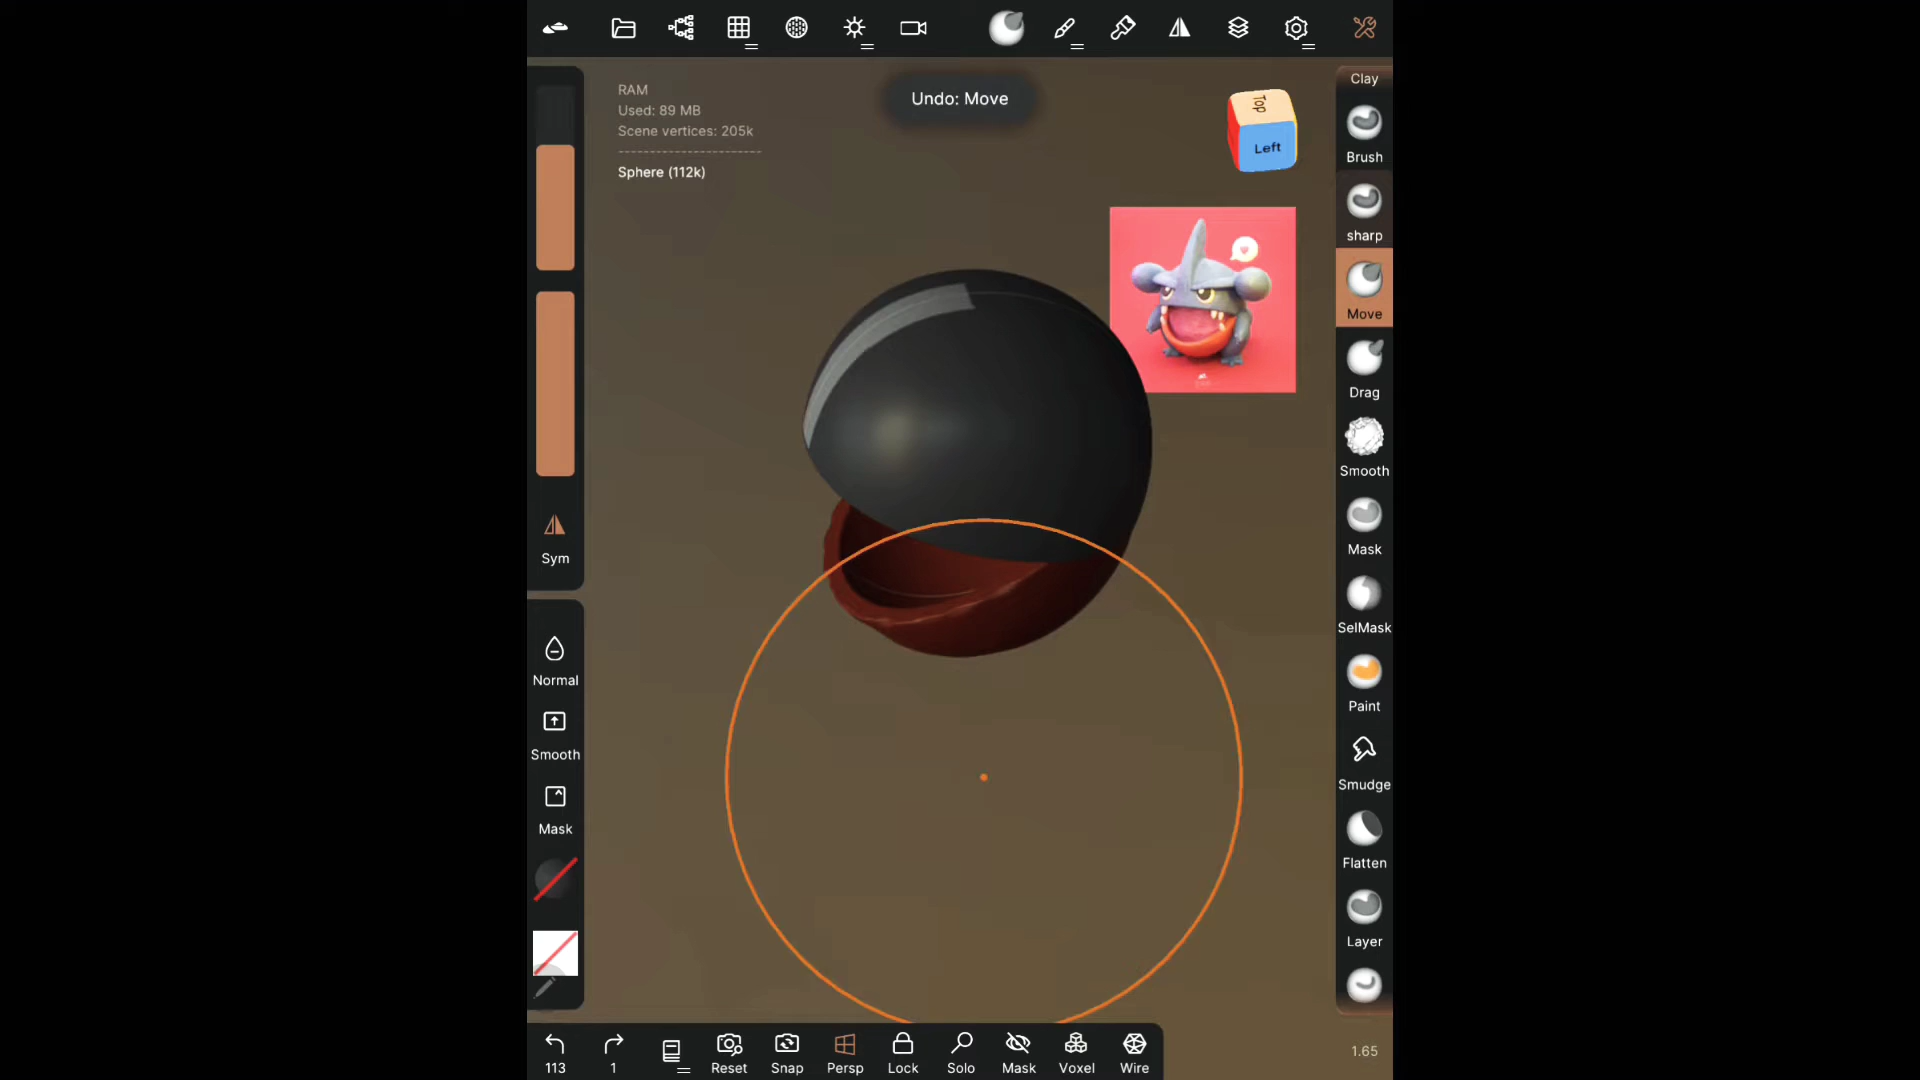 RAM
Used: 89 MB
Scene vertices: 205k
Sphere (112k)
Undo: Move
Top
Left
Clay
Brush
sharp
Move
Drag
Smooth
Mask
SelMask
Paint
Smudge
Flatten
Layer
Sym
Normal
Smooth
Mask
113
1
Reset
Snap
Persp
Lock
Solo
Mask
Voxel
Wire
1.65